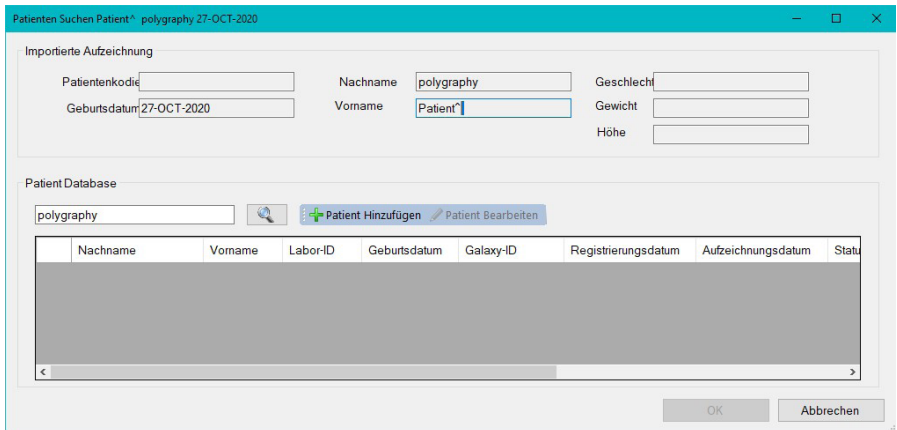 Patienten Suchen Patient^ polygraphy 27-OCT-2020
Importierte Aufzeichnung
Patientenkodie Nachname polygraphy Geschlecht
Geburtsdatum 27-OCT-2020 Vorname Patient^ Gewicht
Höhe
Patient Database
polygraphy Patient Hinzufügen Patient Bearbeiten
Nachname Vorname Labor-ID Geburtsdatum Galaxy-ID Registrierungsdatum Aufzeichnungsdatum Statu
OK Abbrechen